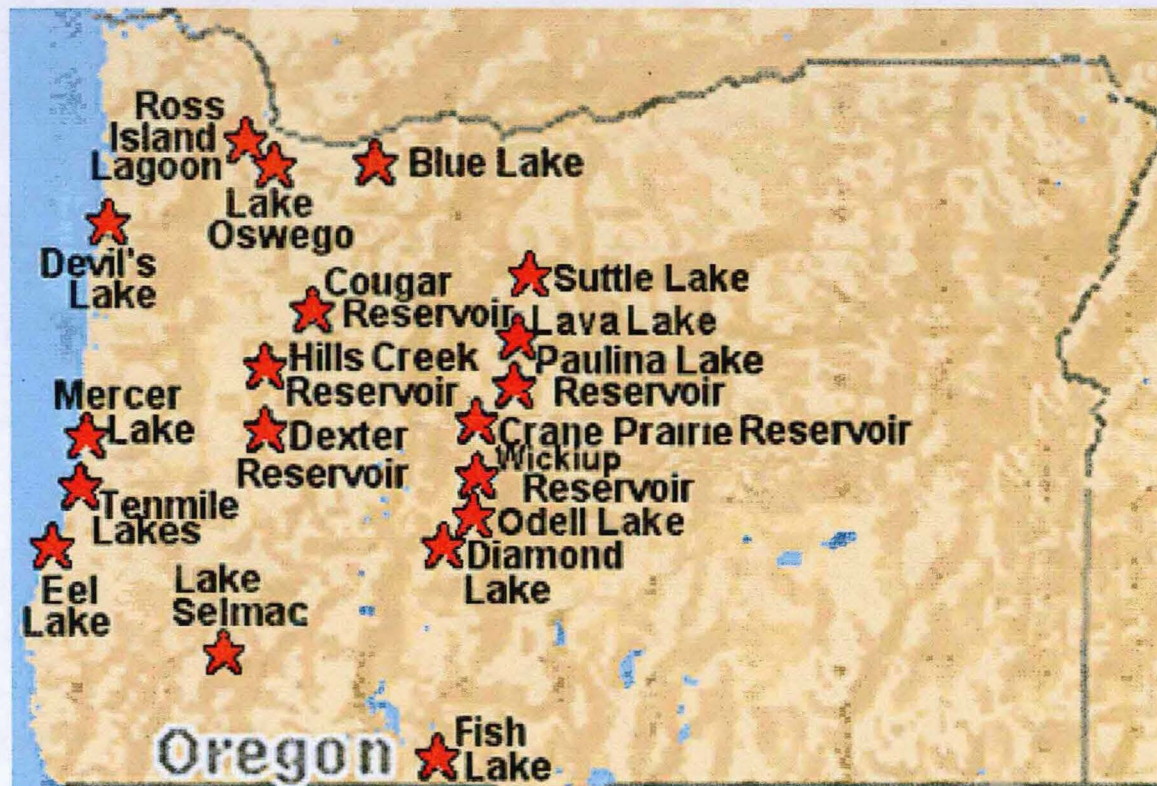 Ross
Island
Lagoon
Blue Lake
Lake
Oswego
Devil's
Lake
Cougar
Reservoir
Suttle Lake
Lava Lake
Hills Creek
Reservoir
Paulina Lake
Reservoir
Mercer
Lake
Dexter
Reservoir
Crane Prairie Reservoir
Wickiup
Reservoir
Tenmile
Lakes
Odell Lake
Diamond
Lake
Eel
Lake
Lake
Selmac
Oregon
Fish
Lake